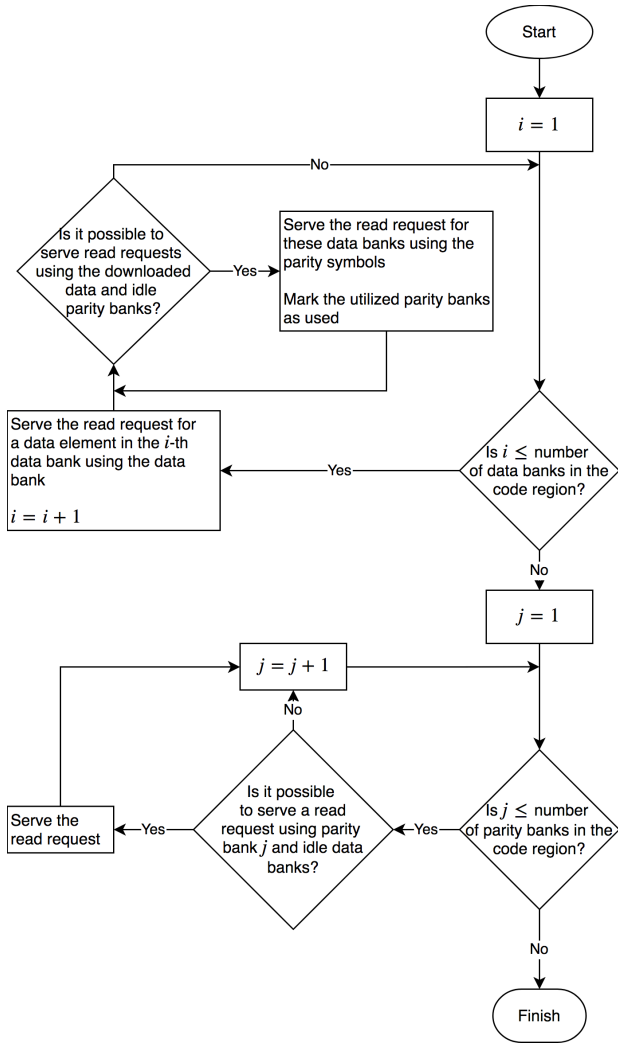 Start
i = 1
No
Is it possible to
serve read requests
using the downloaded
data and idle
parity banks?
Yes
Serve the read request for
these data banks using the
parity symbols
Mark the utilized parity banks
as used
Serve the read request for
a data element in the i-th
data bank using the data
bank
i = i + 1
Yes
Is i ≤ number
of data banks in the
code region?
No
j = 1
j = j + 1
No
Is it possible
to serve a read
request using parity
bank j and idle data
banks?
Serve the
read request
Yes
Yes
Is j ≤ number
of parity banks in the
code region?
No
Finish